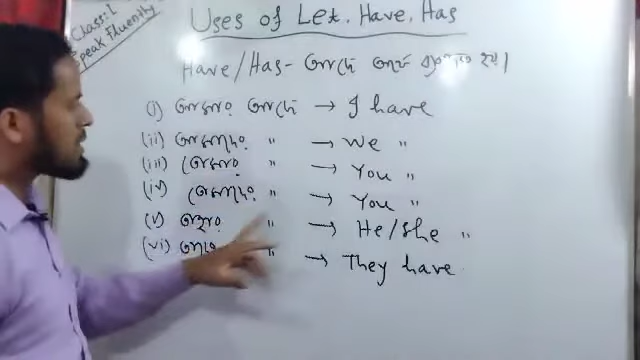 Class: 1
Speak Fluently
Uses of Let, Have, Has
Have/Has - আছে অর্থে ব্যবহৃত হয়।
(i) আমার আছে → I have
(ii) আমাদের " → We "
(iii) তোমার " → You "
(iv) তোমাদের " → You "
(v) তাহার " → He/She "
(vi) " → They have